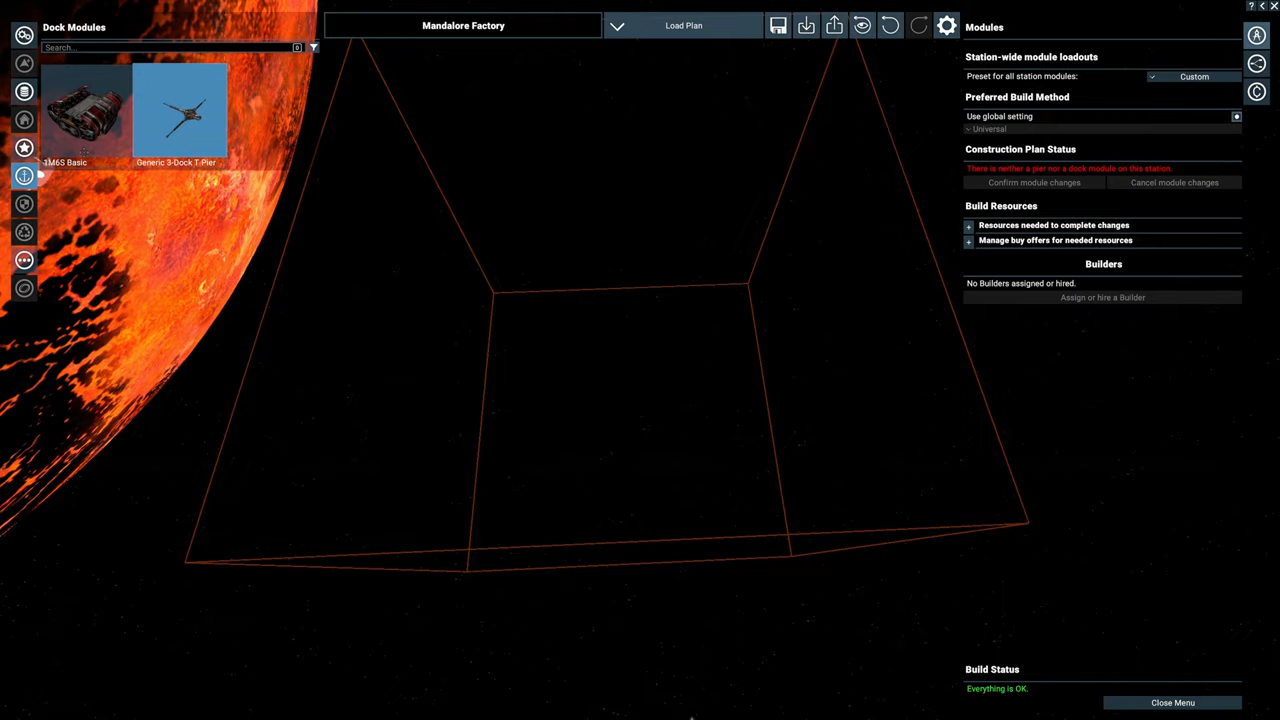 Dock Modules
Search...
0
1M6S Basic
Generic 3-Dock T Pier
Mandalore Factory
Load Plan
Modules
Station-wide module loadouts
Preset for all station modules:
Custom
Preferred Build Method
Use global setting
Universal
Construction Plan Status
There is neither a pier nor a dock module on this station.
Confirm module changes
Cancel module changes
Build Resources
+ Resources needed to complete changes
+ Manage buy offers for needed resources
Builders
No Builders assigned or hired.
Assign or hire a Builder
Build Status
Everything is OK.
Close Menu